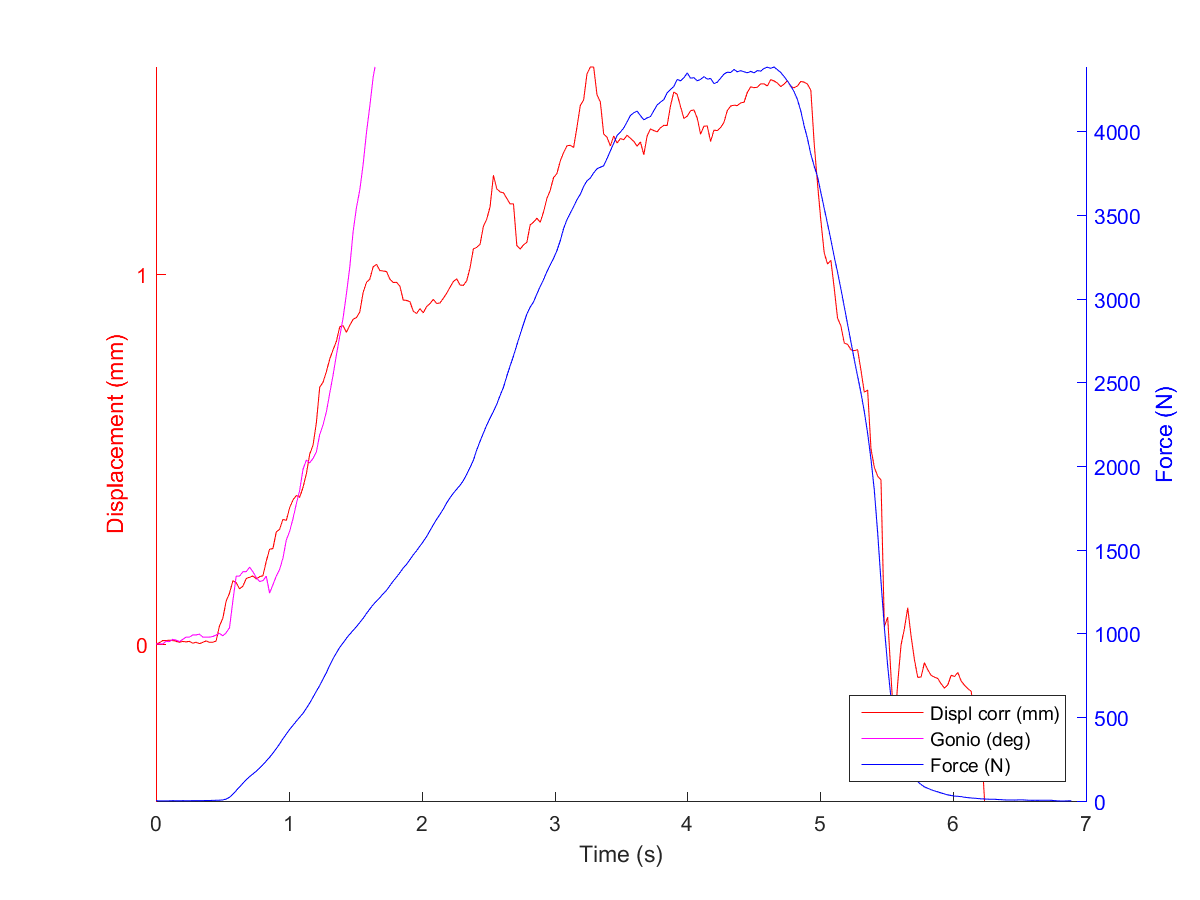 Displacement (mm)
1
0
4000
3500
3000
2500
2000
1500
1000
500
0
Force (N)
Displ corr (mm)
Gonio (deg)
Force (N)
0 1 2 3 4 5 6 7
Time (s)